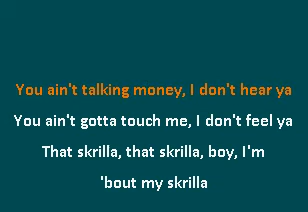 You ain't talking money, I don't hear ya
You ain't gotta touch me, I don't feel ya
That skrilla, that skrilla, boy, I'm
'bout my skrilla